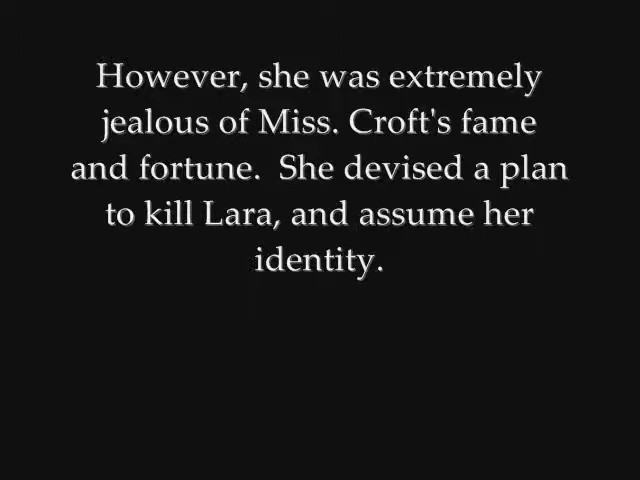 However, she was extremely
jealous of Miss. Croft's fame
and fortune.  She devised a plan
to kill Lara, and assume her
identity.